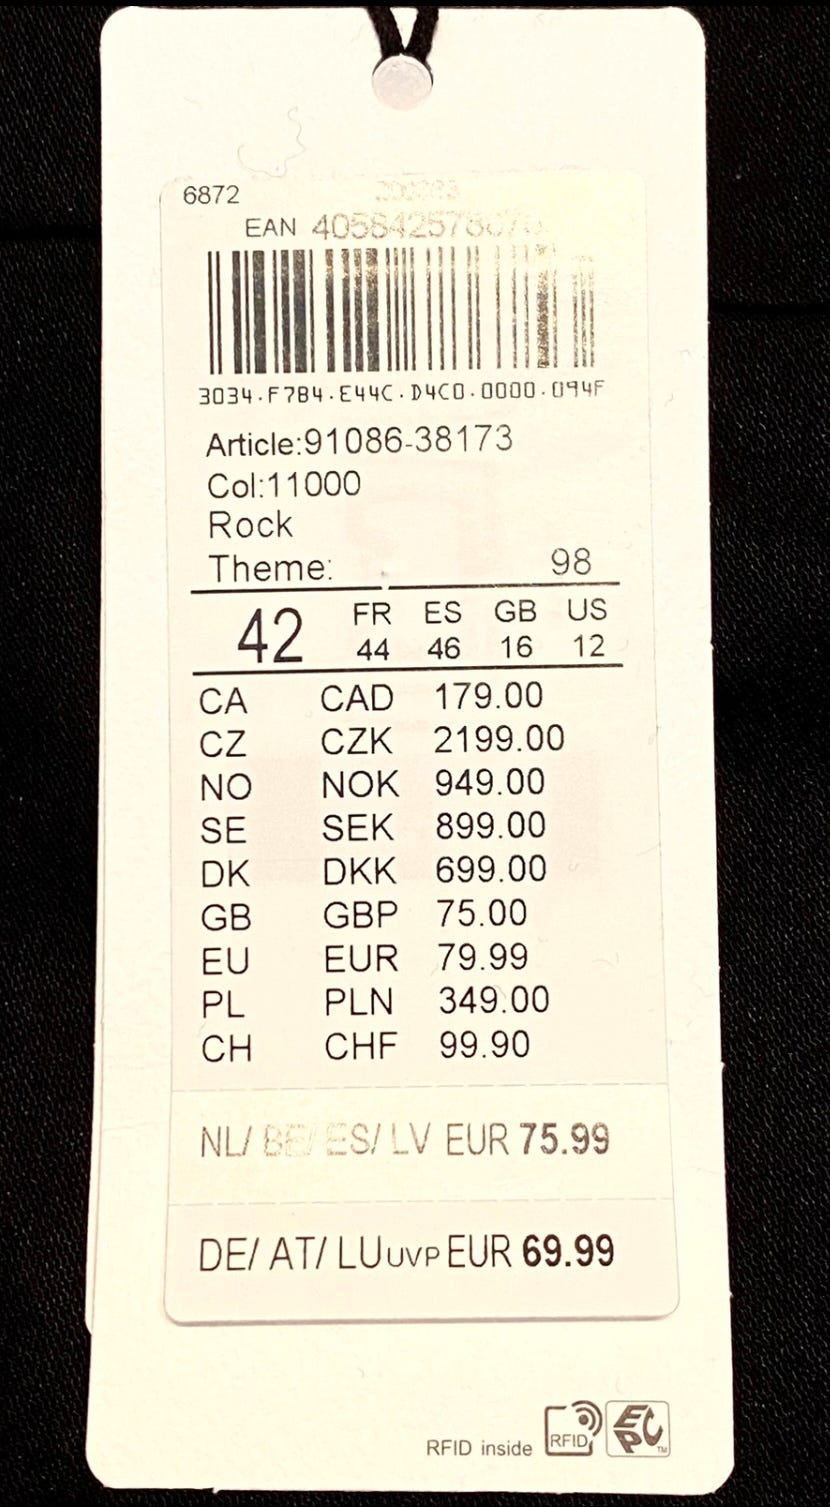 6872
EAN
3034.F7B4.E44C.D4C0.0000.094F
Article:91086-38173
Col:11000
Rock
Theme: 98
42 FR ES GB US
44 46 16 12
CA CAD 179.00
CZ CZK 2199.00
NO NOK 949.00
SE SEK 899.00
DK DKK 699.00
GB GBP 75.00
EU EUR 79.99
PL PLN 349.00
CH CHF 99.90
NL/ BE/ ES/ LV EUR 75.99
DE/ AT/ LU UVP EUR 69.99
RFID inside RFID EPC TM